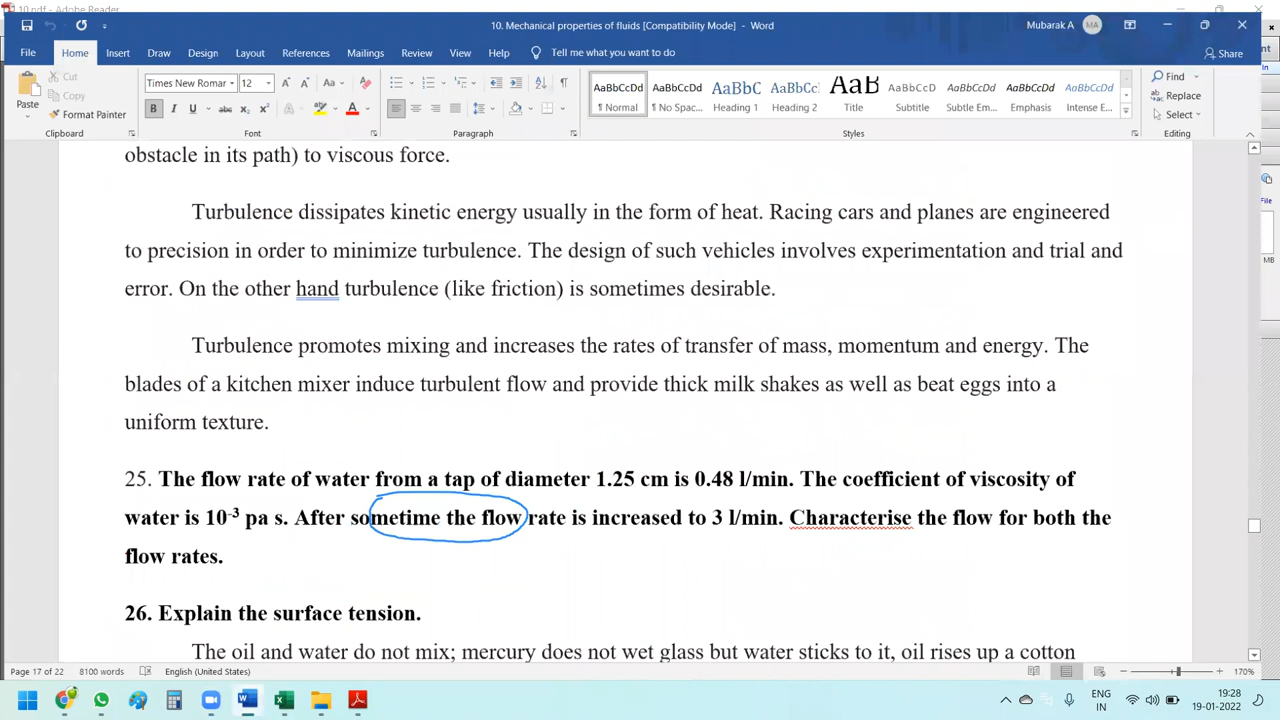 10.pdf - Adobe Reader
10. Mechanical properties of fluids [Compatibility Mode] - Word
Mubarak A
MA
File Home Insert Draw Design Layout References Mailings Review View Help Tell me what you want to do
Share
Paste
Cut
Copy
Format Painter
Clipboard
Times New Romar 12
Font
Paragraph
AaBbCcDd ¶ Normal
AaBbCcDd ¶ No Spac...
AaBbC Heading 1
AaBbCc Heading 2
AaB Title
AaBbCcD Subtitle
AaBbCcDd Subtle Em...
AaBbCcDd Emphasis
AaBbCcDd Intense E...
Styles
Find
Replace
Select
Editing
obstacle in its path) to viscous force.
Turbulence dissipates kinetic energy usually in the form of heat. Racing cars and planes are engineered
to precision in order to minimize turbulence. The design of such vehicles involves experimentation and trial and
error. On the other hand turbulence (like friction) is sometimes desirable.
Turbulence promotes mixing and increases the rates of transfer of mass, momentum and energy. The
blades of a kitchen mixer induce turbulent flow and provide thick milk shakes as well as beat eggs into a
uniform texture.
25. The flow rate of water from a tap of diameter 1.25 cm is 0.48 l/min. The coefficient of viscosity of
water is 10⁻³ pa s. After sometime the flow rate is increased to 3 l/min. Characterise the flow for both the
flow rates.
26. Explain the surface tension.
The oil and water do not mix; mercury does not wet glass but water sticks to it, oil rises up a cotton
Page 17 of 22 8100 words English (United States) 170%
ENG
IN
19:28
19-01-2022
File
MB